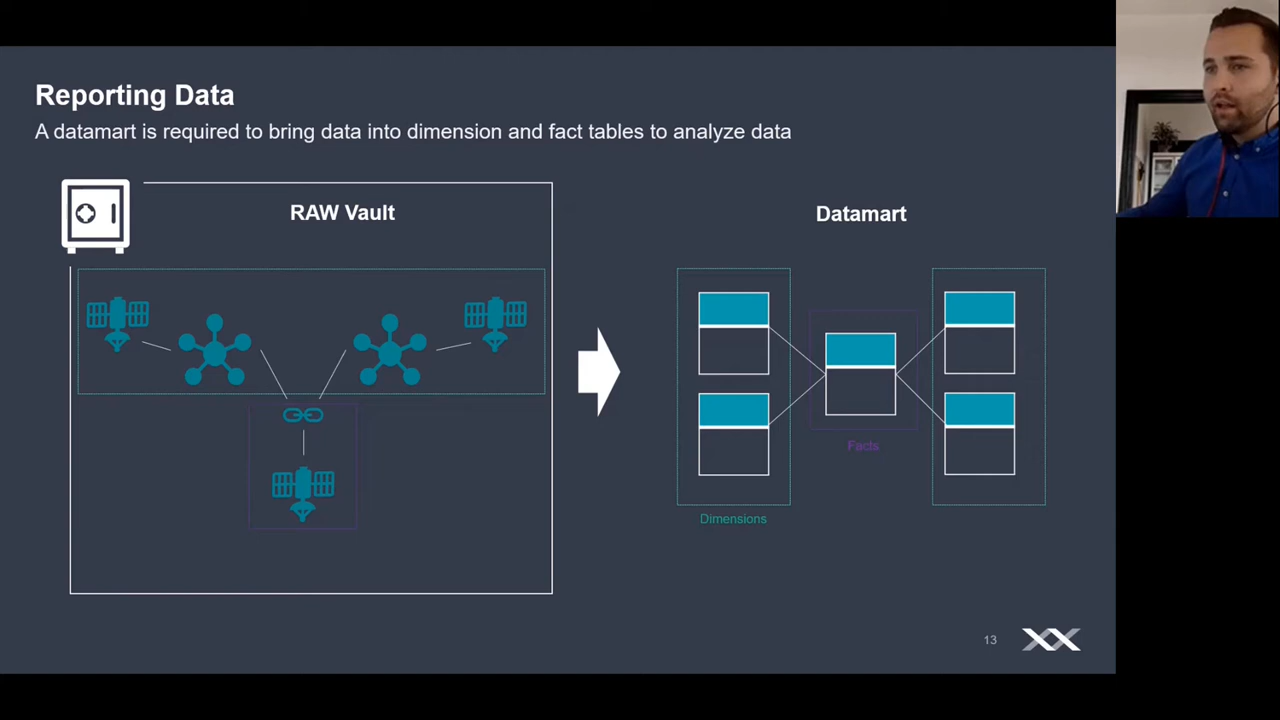 Reporting Data
A datamart is required to bring data into dimension and fact tables to analyze data
RAW Vault
Datamart
Facts
Dimensions
13